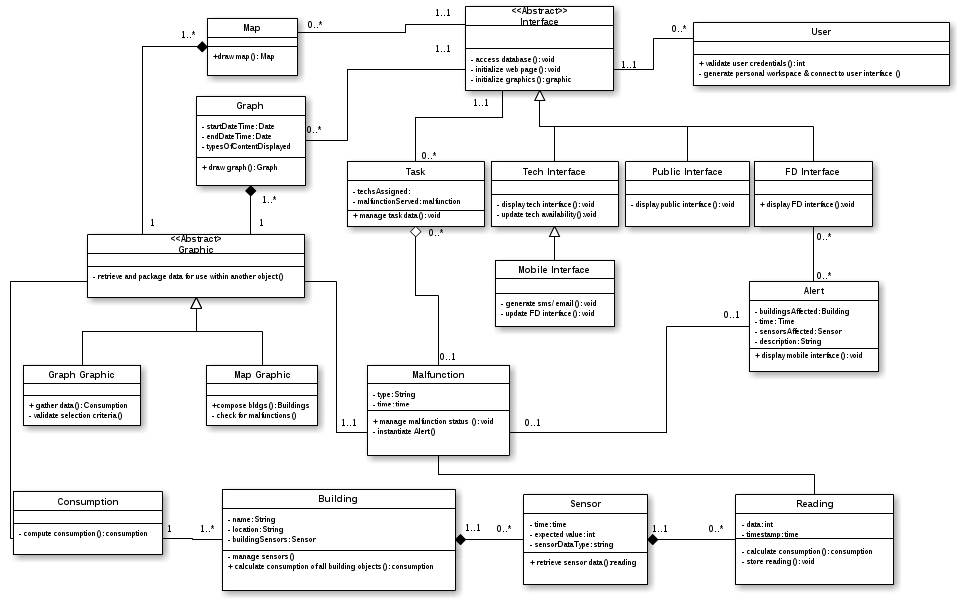 Map
+draw map(): Map
1..*
0..*
1..1
<<Abstract>>
Interface
- access database(): void
- initialize web page(): void
- initialize graphics(): graphic
1..1
1..1
1..1
0..*
User
+ validate user credentials(): int
- generate personal workspace & connect to user interface ()
Graph
- startDateTime: Date
- endDateTime: Date
- typesOfContentDisplayed
+ draw graph(): Graph
0..*
1..*
1
1
0..*
Task
- techsAssigned:
- malfunctionServed: malfunction
+ manage task data(): void
0..*
Tech Interface
- display tech interface(): void
- update tech availability():void
Public Interface
- display public interface(): void
FD Interface
+ display FD interface():void
0..*
0..*
<<Abstract>>
Graphic
- retrieve and package data for use within another object()
Mobile Interface
- generate sms/email(): void
- update FD interface(): void
Alert
- buildingsAffected: Building
- time: Time
- sensorsAffected: Sensor
- description: String
+ display mobile interface(): void
0..1
Graph Graphic
+ gather data(): Consumption
- validate selection criteria()
Map Graphic
+compose bldgs(): Buildings
- check for malfunctions()
0..1
Malfunction
- type: String
- time: time
+ manage malfunction status (): void
- instantiate Alert()
1..1
0..1
Consumption
- compute consumption(): consumption
1
1..*
Building
- name: String
- location: String
- buildingSensors: Sensor
- manage sensors()
+ calculate consumption of all building objects(): consumption
1..1
0..*
Sensor
- time: time
- expected value: int
- sensorDataType: string
+ retrieve sensor data():reading
1..1
0..*
Reading
- data: int
- timestamp: time
- calculate consumption(): consumption
- store reading(): void